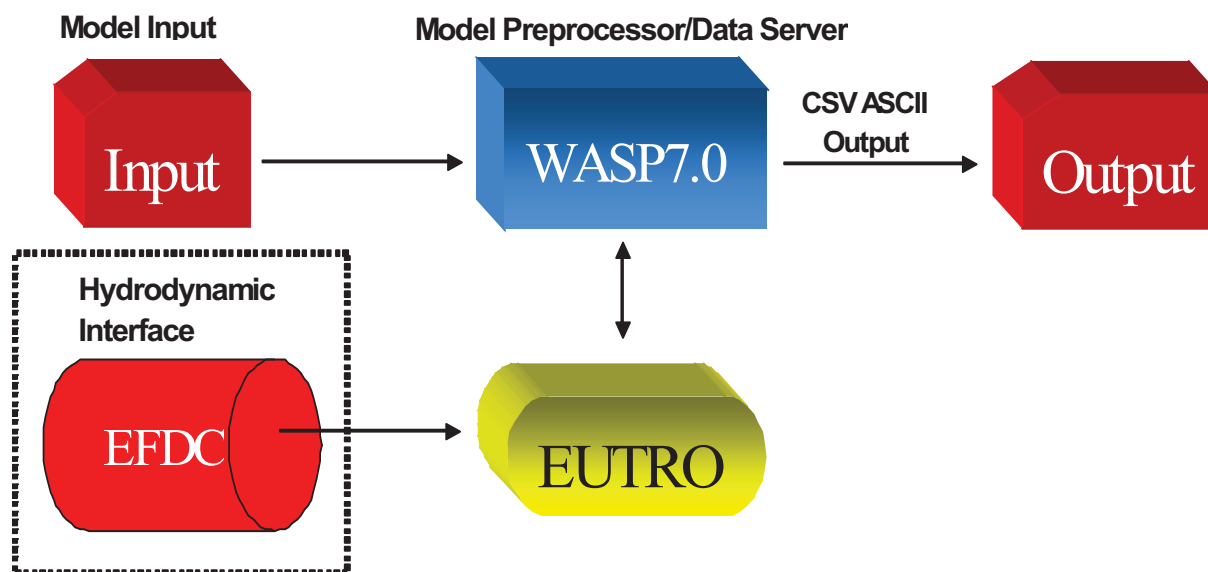 Model Input
Model Preprocessor/Data Server
Input
WASP7.0
CSV ASCII
Output
Output
Hydrodynamic
Interface
EFDC
EUTRO